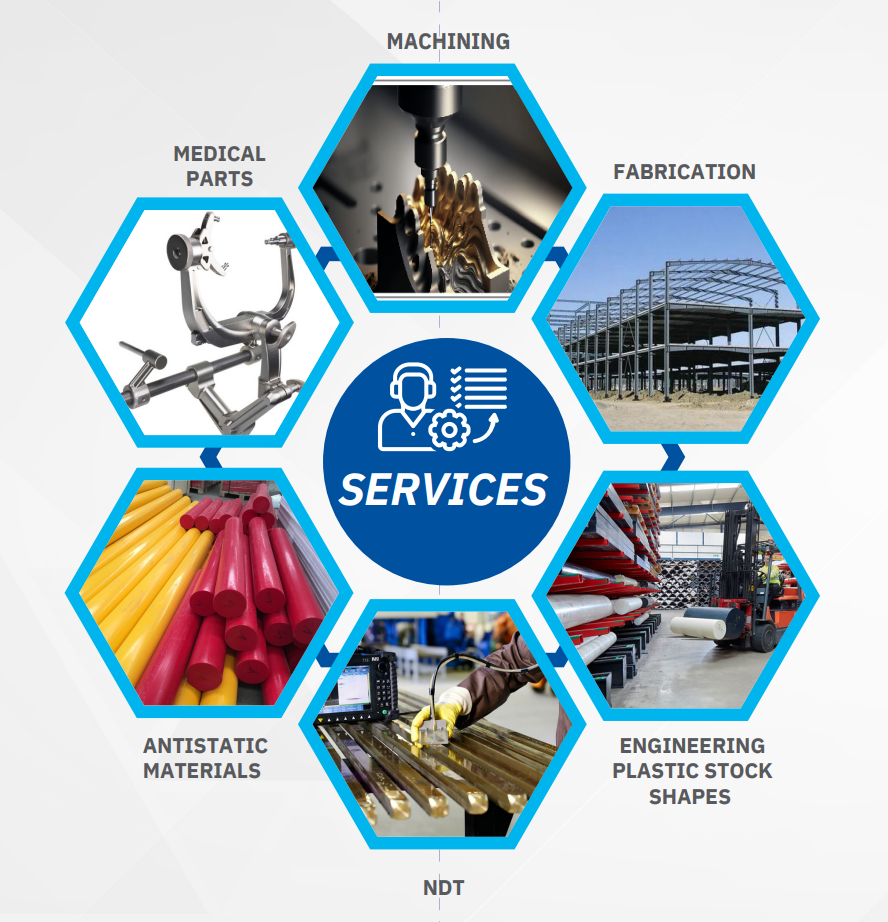 MACHINING
MEDICAL
PARTS
FABRICATION
SERVICES
ANTISTATIC
MATERIALS
ENGINEERING
PLASTIC STOCK
SHAPES
NDT